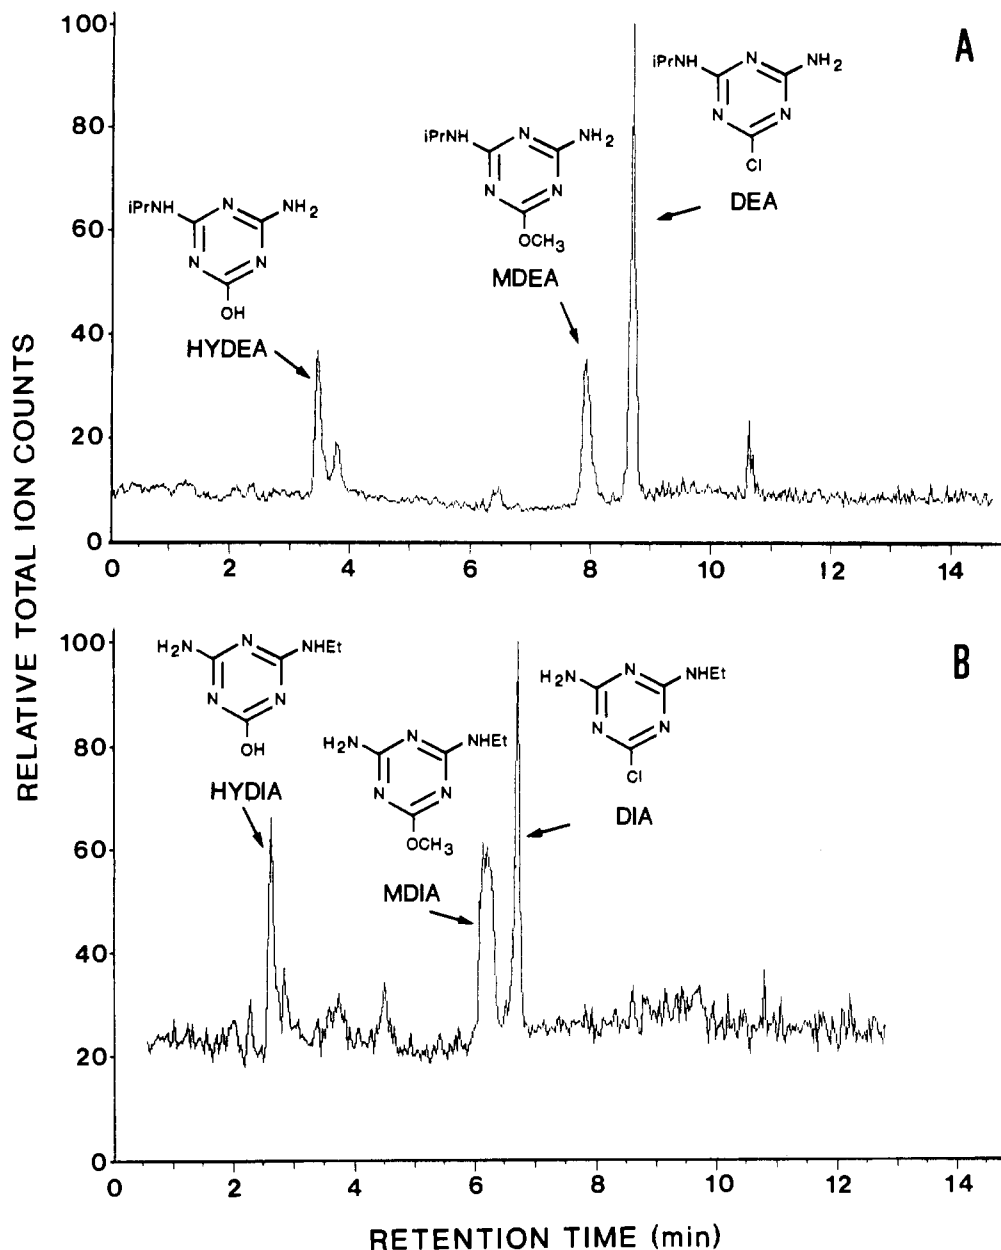 RELATIVE TOTAL ION COUNTS
A
100
80
60
40
20
0
0 2 4 6 8 10 12 14
iPrNH N NH2
N N
OH
HYDEA
iPrNH N NH2
N N
OCH3
MDEA
iPrNH N NH2
N N
Cl
DEA
B
100
80
60
40
20
0
0 2 4 6 8 10 12 14
H2N N NHEt
N N
OH
HYDIA
H2N N NHEt
N N
OCH3
MDIA
H2N N NHEt
N N
Cl
DIA
RETENTION TIME (min)